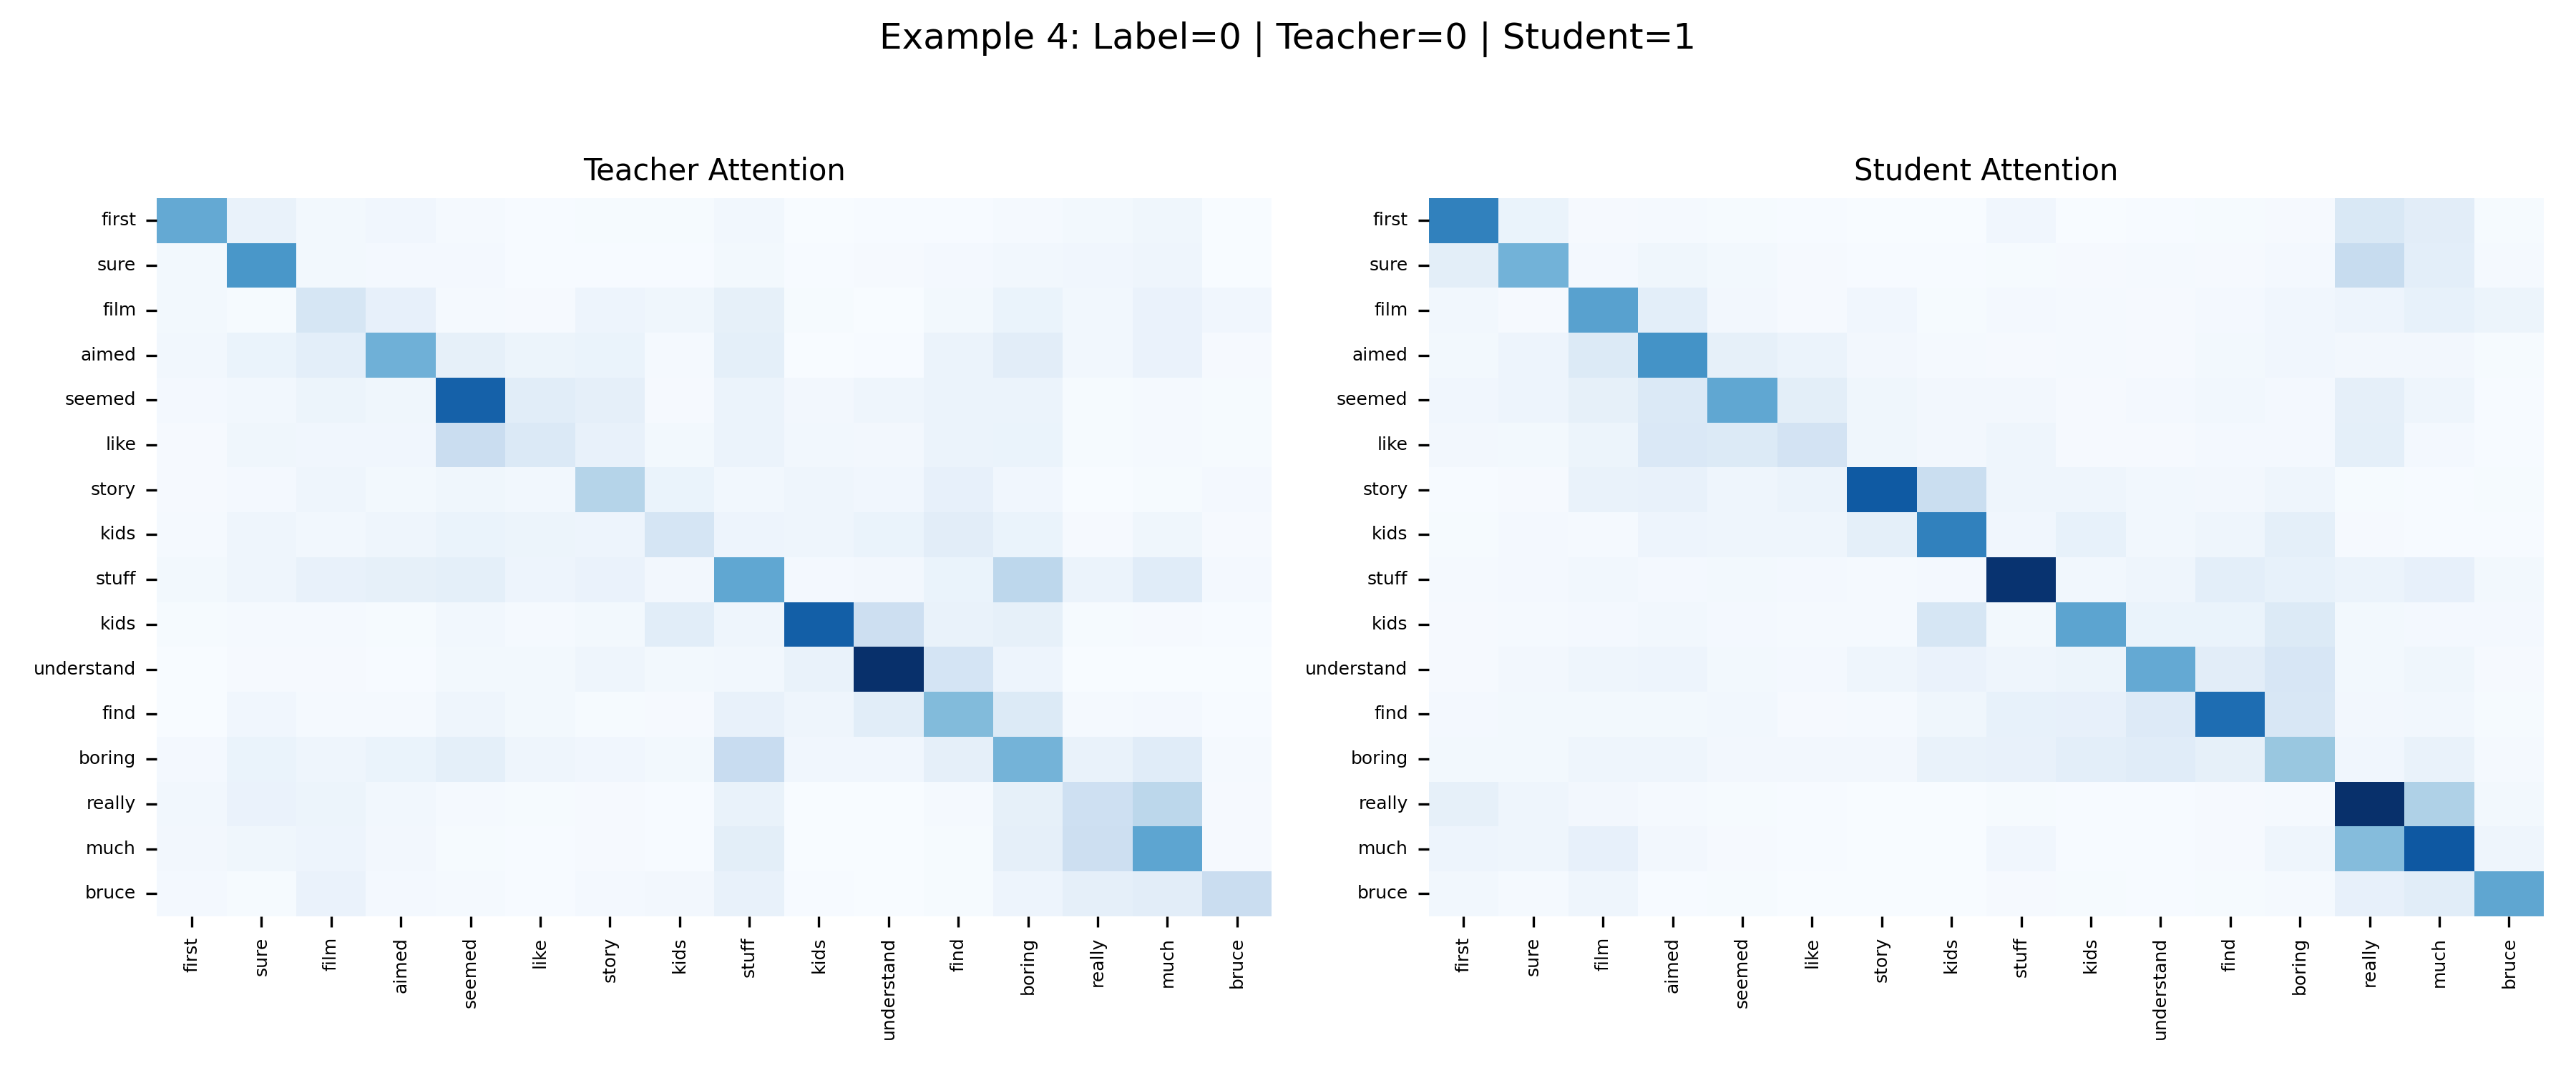 Example 4: Label=0 | Teacher=0 | Student=1
Teacher Attention
first
sure
film
aimed
seemed
like
story
kids
stuff
kids
understand
find
boring
really
much
bruce
first
sure
film
aimed
seemed
like
story
kids
stuff
kids
understand
find
boring
really
much
bruce
Student Attention
first
sure
film
aimed
seemed
like
story
kids
stuff
kids
understand
find
boring
really
much
bruce
first
sure
film
aimed
seemed
like
story
kids
stuff
kids
understand
find
boring
really
much
bruce